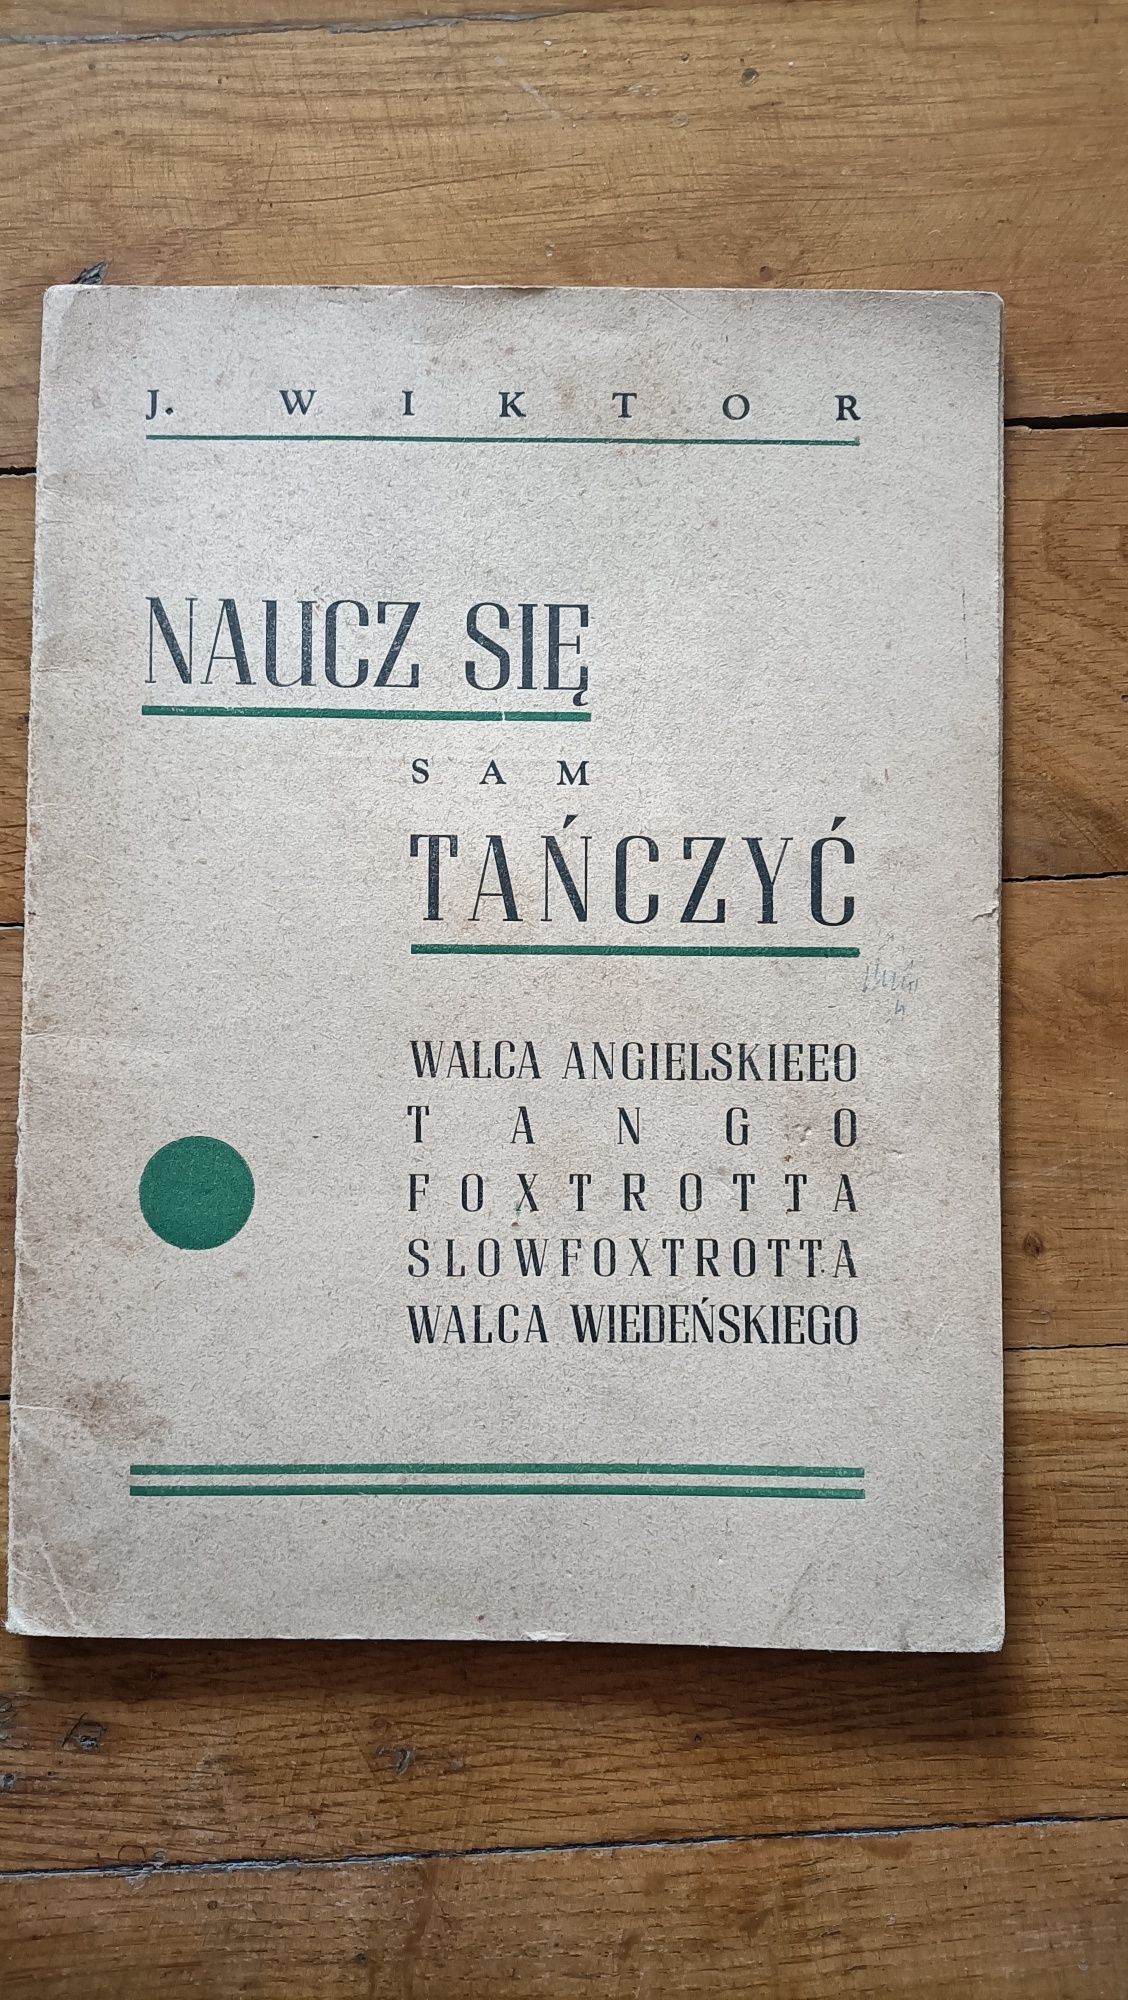 J. WIKTOR
NAUCZ SIĘ
SAM
TAŃCZYĆ
WALCA ANGIELSKIEEO
TANGO
FOXTROTTA
SLOWFOXTROTTA
WALCA WIEDEŃSKIEGO